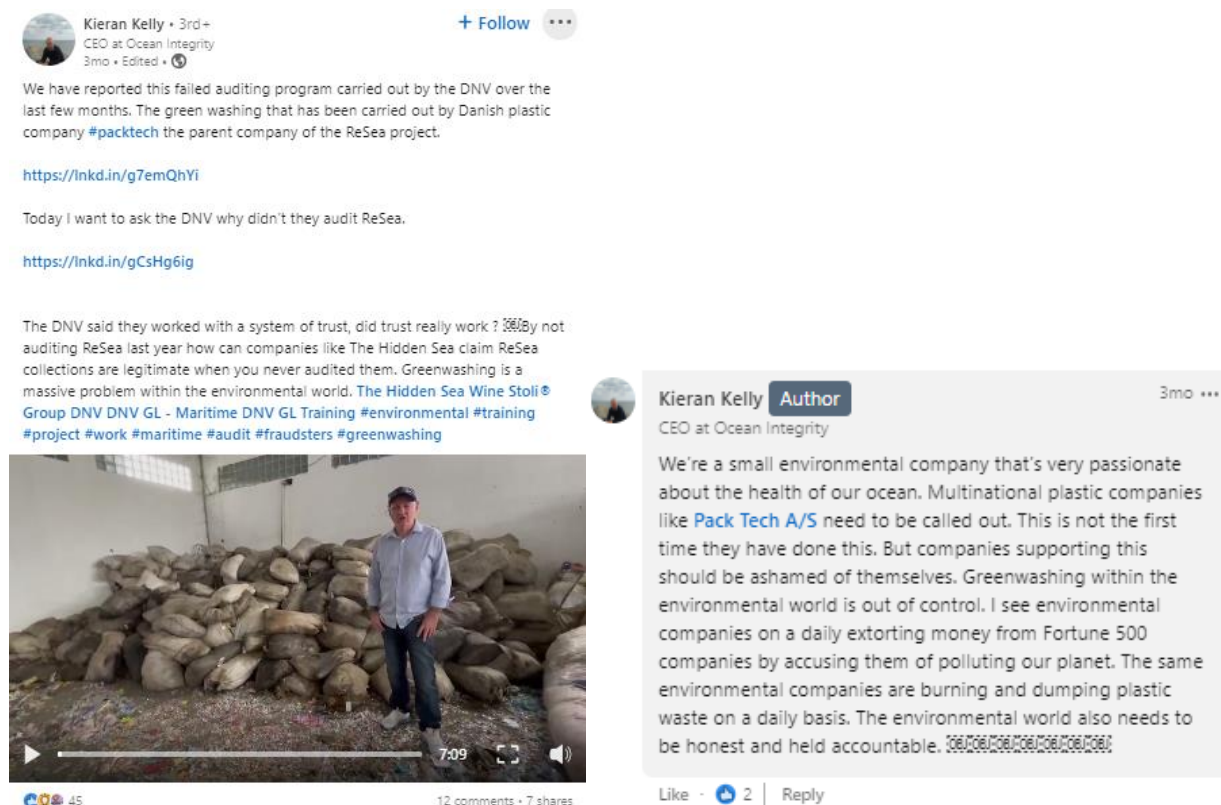 Kieran Kelly • 3rd+
+ Follow •••
CEO at Ocean Integrity
3mo • Edited •
We have reported this failed auditing program carried out by the DNV over the
last few months. The green washing that has been carried out by Danish plastic
company #packtech the parent company of the ReSea project.
https://lnkd.in/g7emQhYi
Today I want to ask the DNV why didn't they audit ReSea.
https://lnkd.in/gCsHg6ig
The DNV said they worked with a system of trust, did trust really work ? By not
auditing ReSea last year how can companies like The Hidden Sea claim ReSea
collections are legitimate when you never audited them. Greenwashing is a
massive problem within the environmental world. The Hidden Sea Wine Stoli®
Group DNV DNV GL - Maritime DNV GL Training #environmental #training
#project #work #maritime #audit #fraudsters #greenwashing
7:09
45
12 comments • 7 shares
Kieran Kelly Author
3mo •••
CEO at Ocean Integrity
We're a small environmental company that's very passionate
about the health of our ocean. Multinational plastic companies
like Pack Tech A/S need to be called out. This is not the first
time they have done this. But companies supporting this
should be ashamed of themselves. Greenwashing within the
environmental world is out of control. I see environmental
companies on a daily extorting money from Fortune 500
companies by accusing them of polluting our planet. The same
environmental companies are burning and dumping plastic
waste on a daily basis. The environmental world also needs to
be honest and held accountable.
Like · 2 | Reply